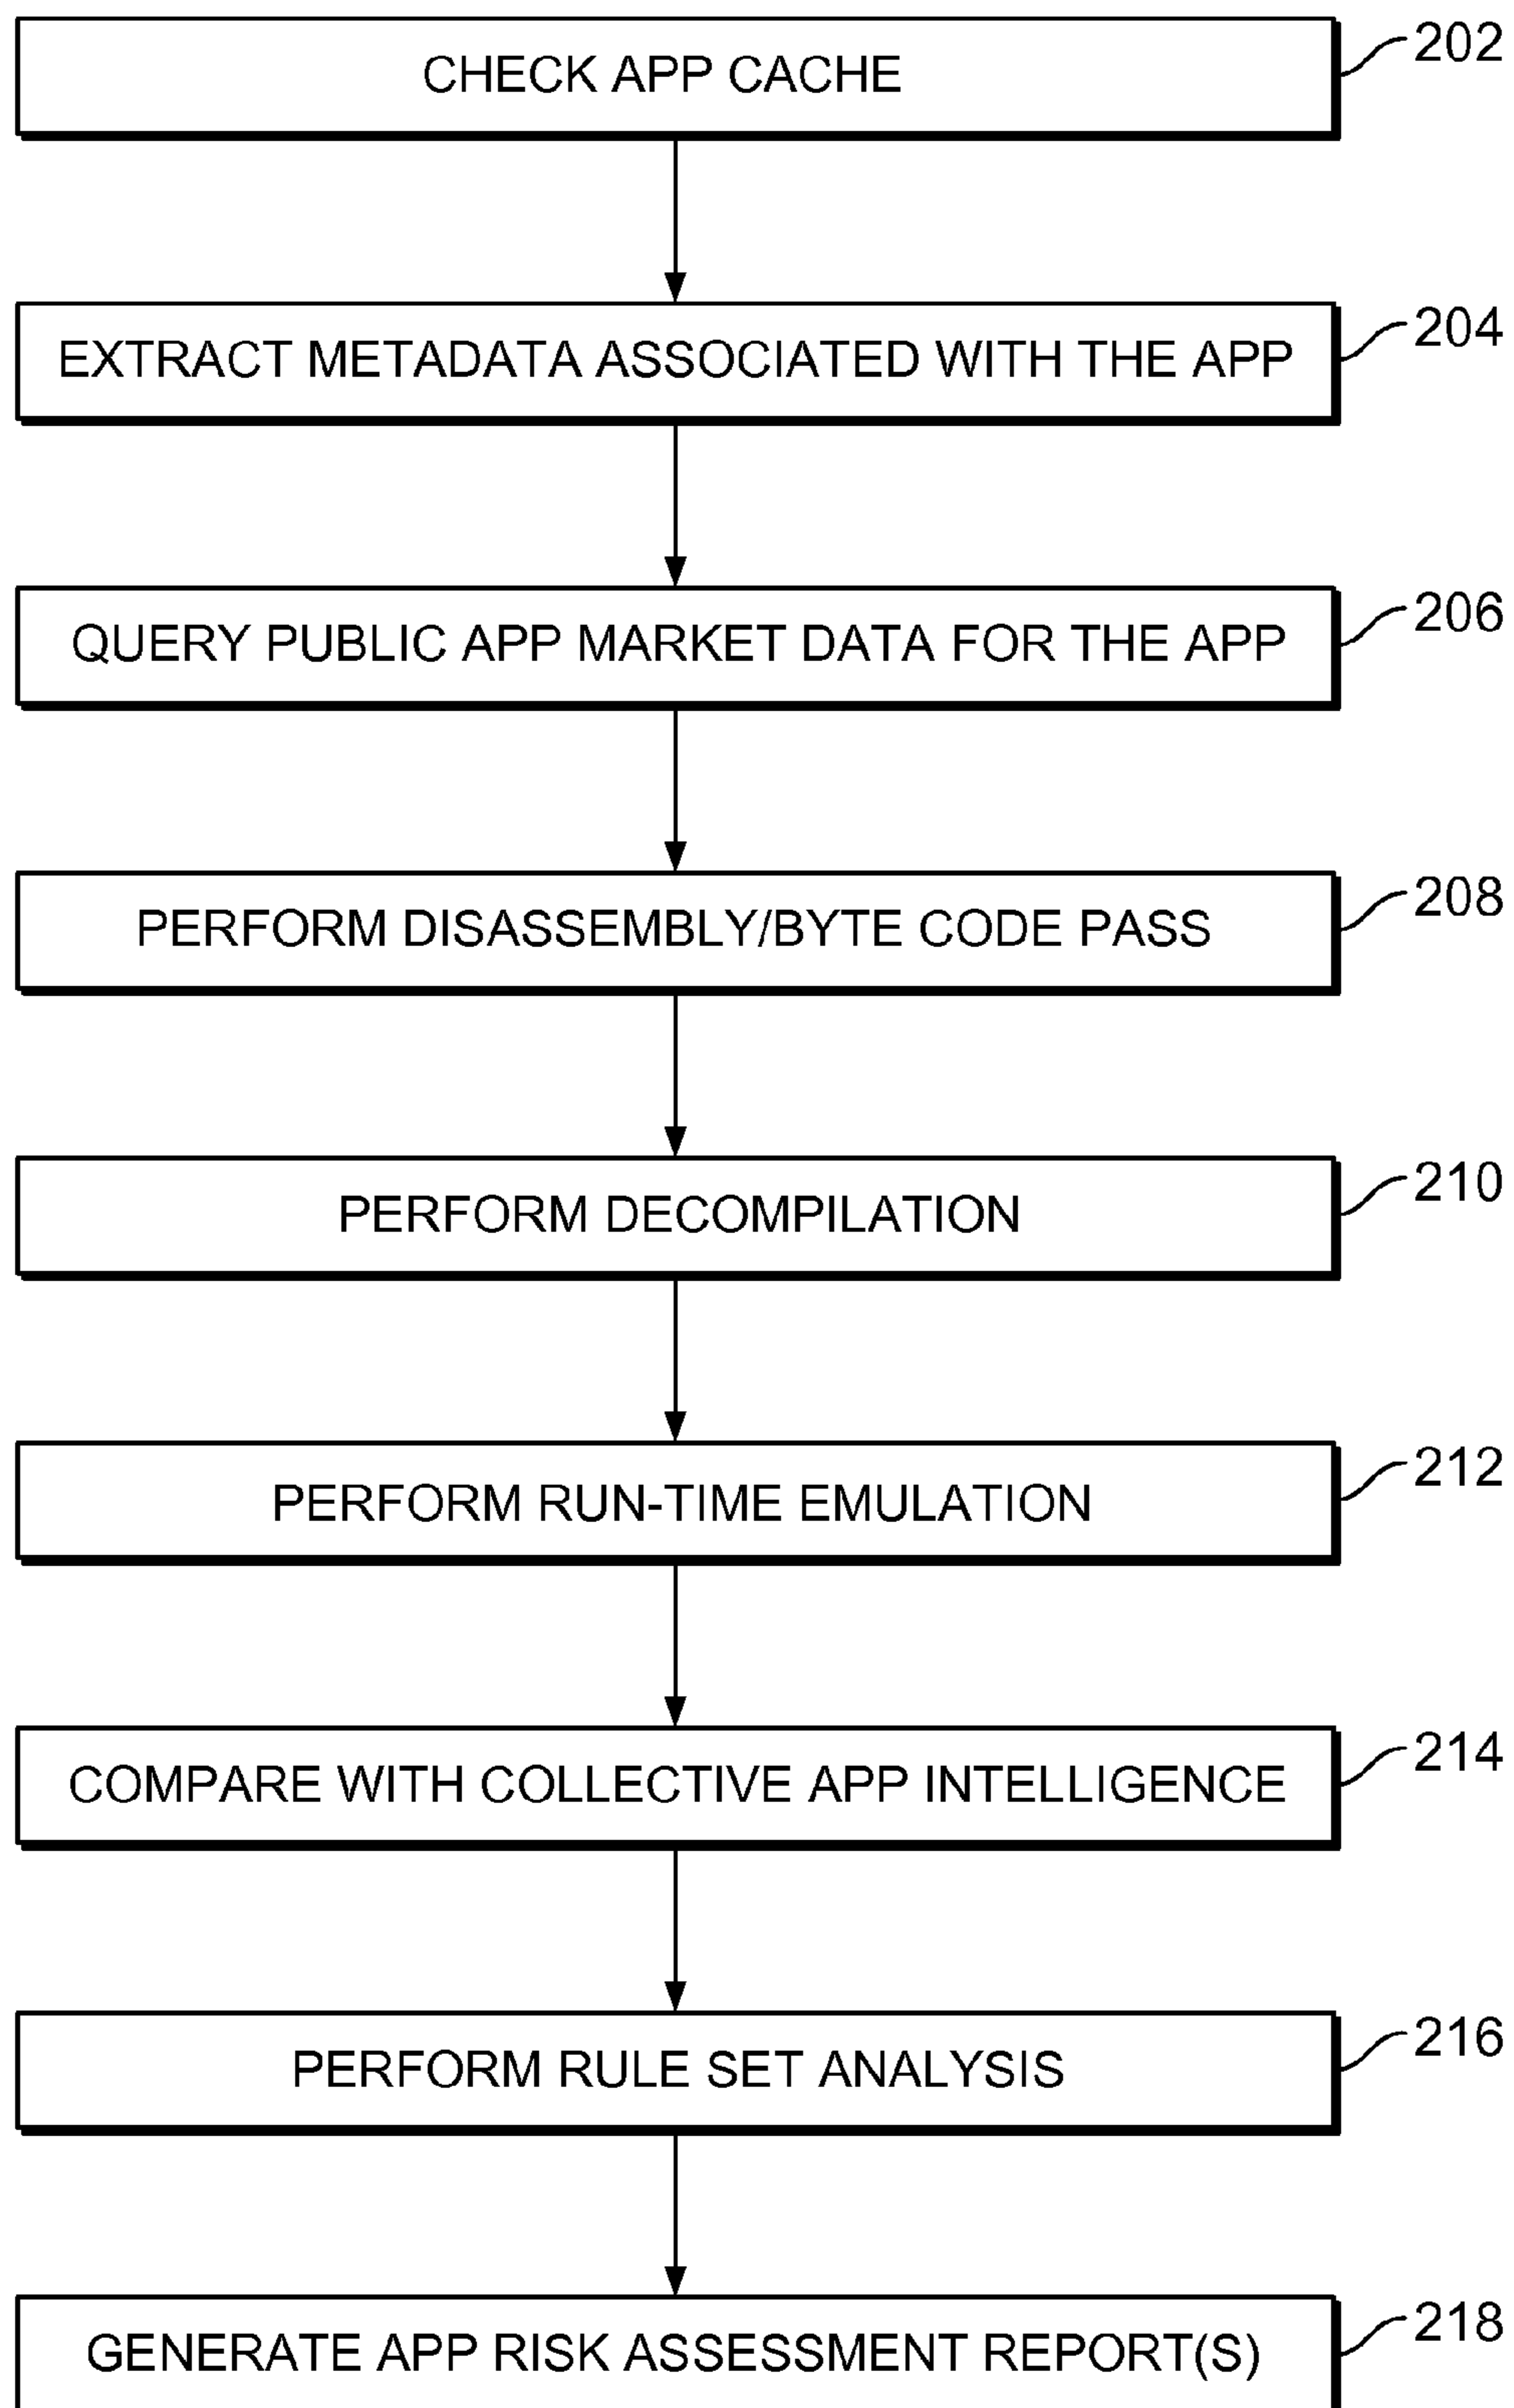 CHECK APP CACHE
202
EXTRACT METADATA ASSOCIATED WITH THE APP
204
QUERY PUBLIC APP MARKET DATA FOR THE APP
206
PERFORM DISASSEMBLY/BYTE CODE PASS
208
PERFORM DECOMPILATION
210
PERFORM RUN-TIME EMULATION
212
COMPARE WITH COLLECTIVE APP INTELLIGENCE
214
PERFORM RULE SET ANALYSIS
216
GENERATE APP RISK ASSESSMENT REPORT(S)
218